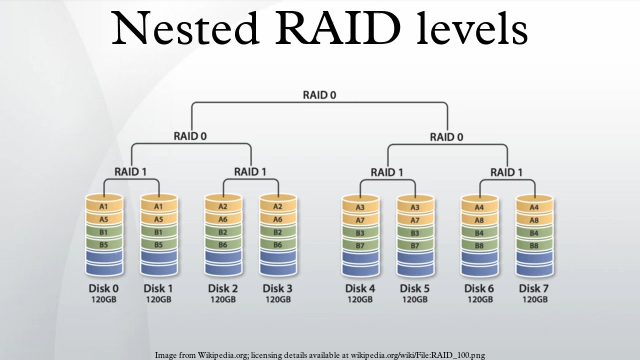 Nested RAID levels
RAID 0
RAID 0 RAID 0
RAID 1 RAID 1 RAID 1 RAID 1
A1 A1 A2 A2 A3 A3 A4 A4
A5 A5 A6 A6 A7 A7 A8 A8
B1 B1 B2 B2 B3 B3 B4 B4
B5 B5 B6 B6 B7 B7 B8 B8
Disk 0 Disk 1 Disk 2 Disk 3 Disk 4 Disk 5 Disk 6 Disk 7
120GB 120GB 120GB 120GB 120GB 120GB 120GB 120GB
Image from Wikipedia.org; licensing details available at wikipedia.org/wiki/File:RAID_100.png